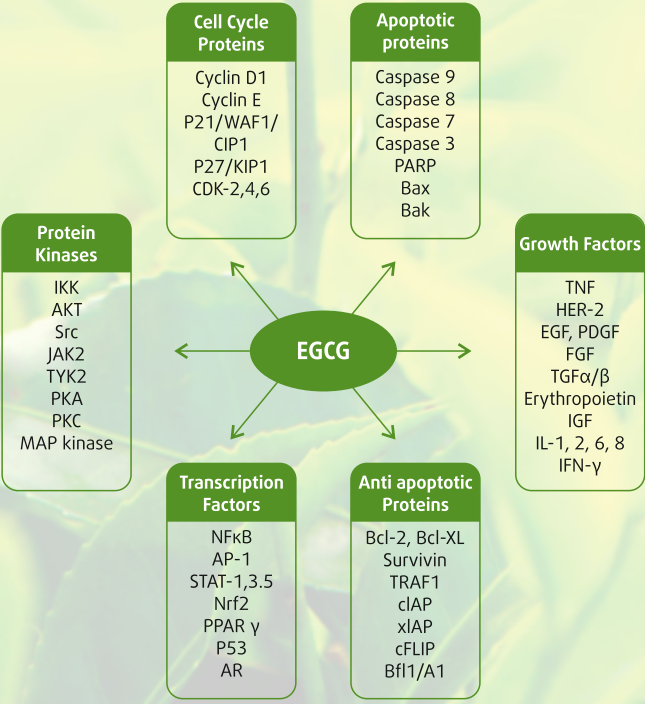 Cell Cycle
Proteins
Cyclin D1
Cyclin E
P21/WAF1/
CIP1
P27/KIP1
CDK-2,4,6
Apoptotic
proteins
Caspase 9
Caspase 8
Caspase 7
Caspase 3
PARP
Bax
Bak
Protein
Kinases
IKK
AKT
Src
JAK2
TYK2
PKA
PKC
MAP kinase
EGCG
Growth Factors
TNF
HER-2
EGF, PDGF
FGF
TGFα/β
Erythropoietin
IGF
IL-1, 2, 6, 8
IFN-γ
Transcription
Factors
NFκB
AP-1
STAT-1,3.5
Nrf2
PPAR γ
P53
AR
Anti apoptotic
Proteins
Bcl-2, Bcl-XL
Survivin
TRAF1
clAP
xlAP
cFLIP
Bfl1/A1